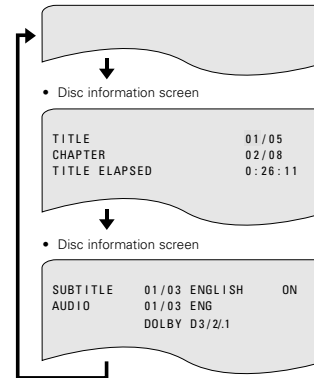 • Disc information screen
TITLE 01/05
CHAPTER 02/08
TITLE ELAPSED 0:26:11
• Disc information screen
SUBTITLE 01/03 ENGLISH ON
AUDIO 01/03 ENG
DOLBY D3/2/.1